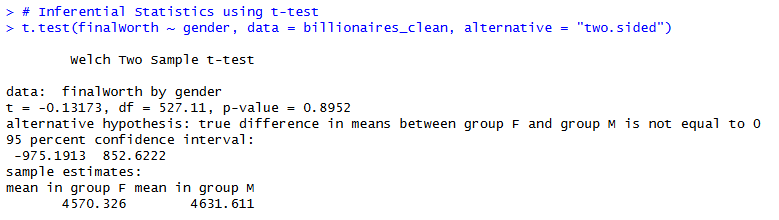 > # Inferential Statistics using t-test
> t.test(finalWorth ~ gender, data = billionaires_clean, alternative = "two.sided")
Welch Two Sample t-test
data:  finalWorth by gender
t = -0.13173, df = 527.11, p-value = 0.8952
alternative hypothesis: true difference in means between group F and group M is not equal to 0
95 percent confidence interval:
 -975.1913  852.6222
sample estimates:
mean in group F mean in group M
       4570.326        4631.611